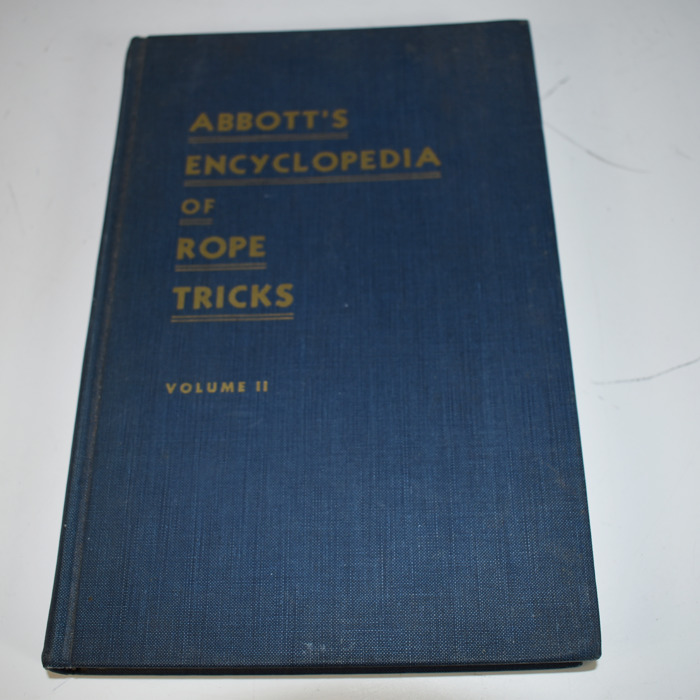 ABBOTT'S
ENCYCLOPEDIA
OF
ROPE
TRICKS
VOLUME II